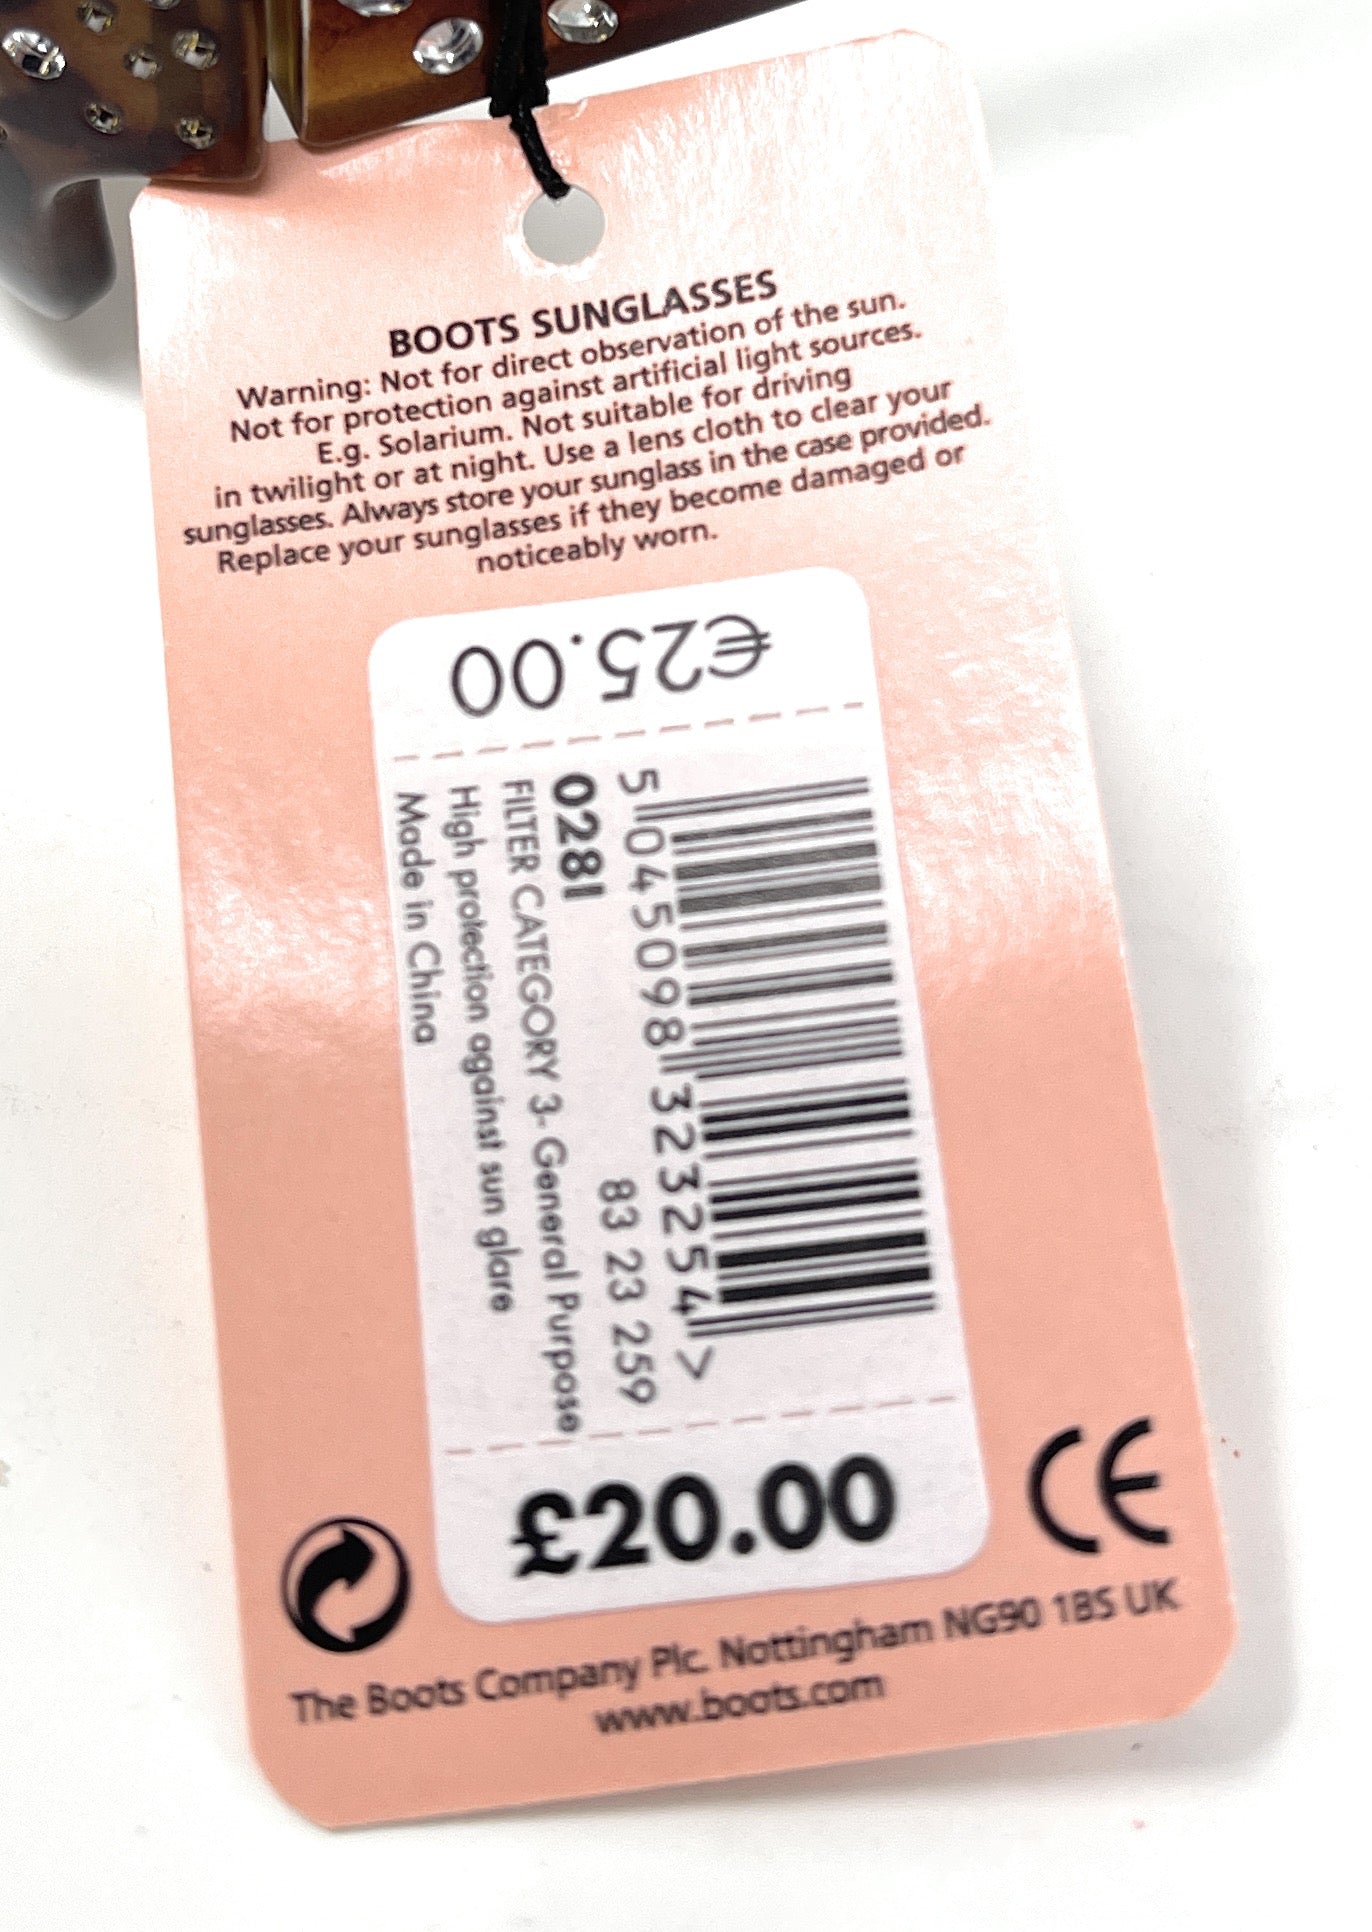 BOOTS SUNGLASSES
Warning: Not for direct observation of the sun.
Not for protection against artificial light sources.
E.g. Solarium. Not suitable for driving
in twilight or at night. Use a lens cloth to clear your
sunglasses. Always store your sunglass in the case provided.
Replace your sunglasses if they become damaged or
noticeably worn.
€25.00
5 045098 323254 >
83 23 259
028I
FILTER CATEGORY 3- General Purpose
High protection against sun glare
Made in China
£20.00
CE
The Boots Company Plc. Nottingham NG90 1BS UK
www.boots.com